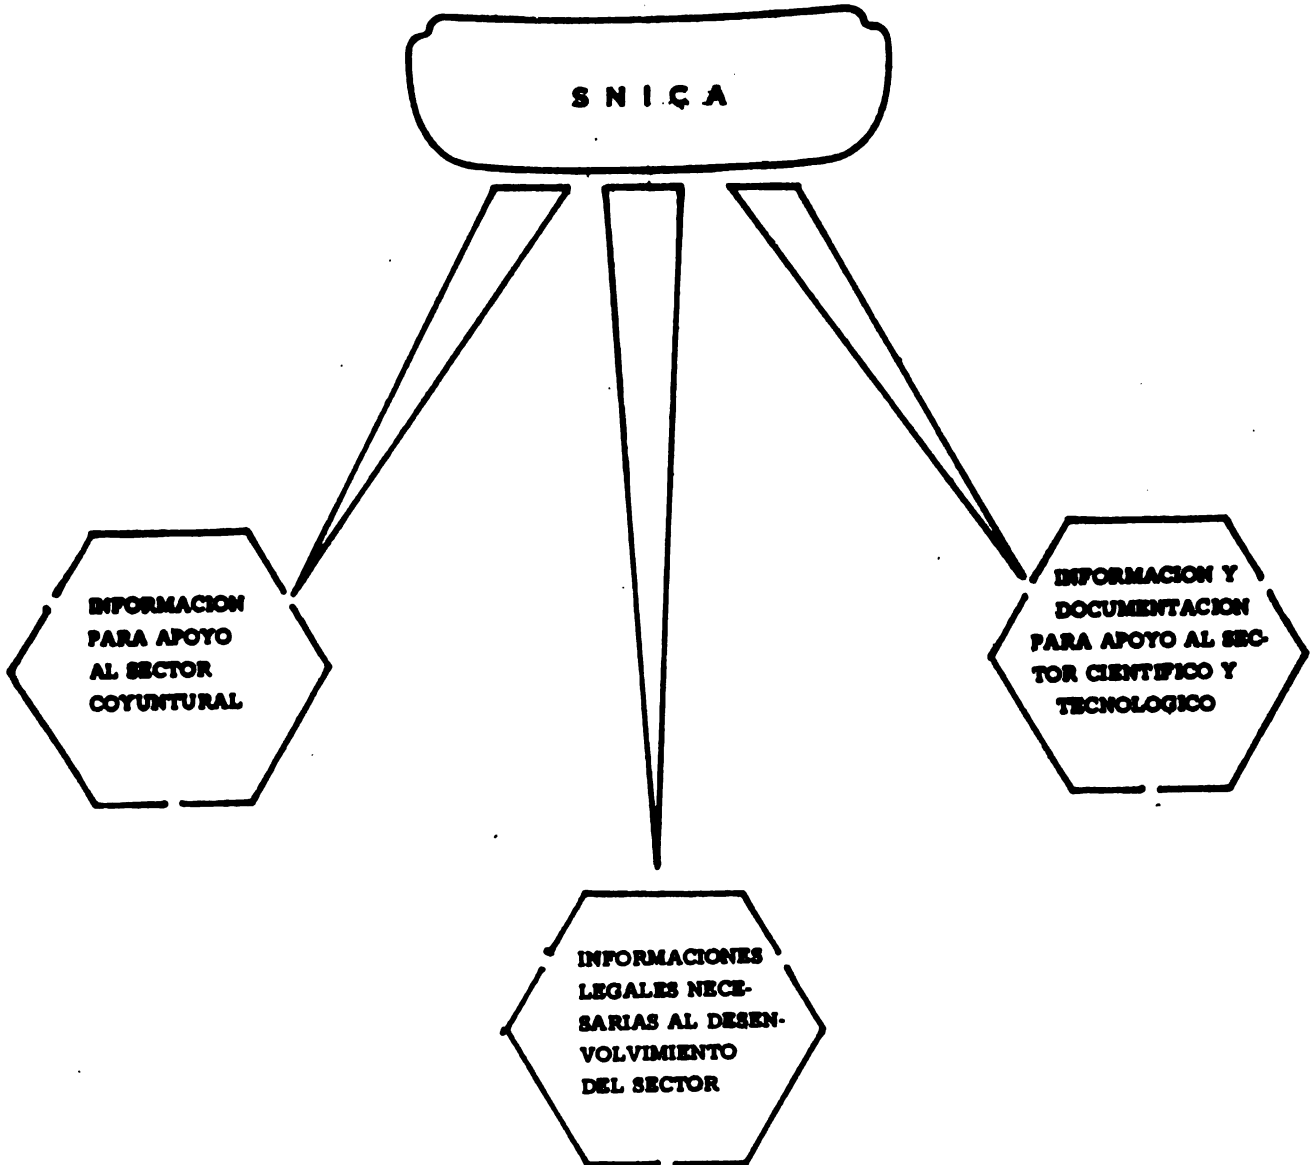 S N I C A
INFORMACION
PARA APOYO
AL SECTOR
COYUNTURAL
INFORMACION Y
DOCUMENTACION
PARA APOYO AL SEC-
TOR CIENTIFICO Y
TECNOLOGICO
INFORMACIONES
LEGALES NECE-
SARIAS AL DESEN-
VOLVIMIENTO
DEL SECTOR